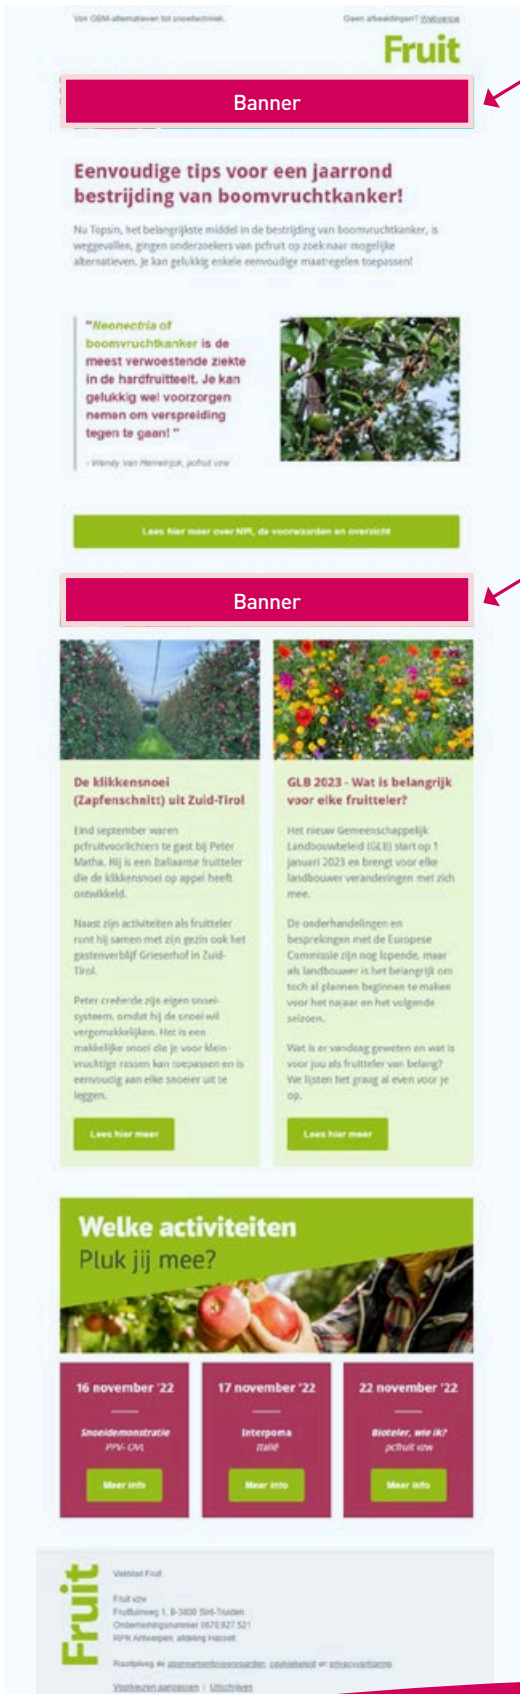 Van GBM-alternatieven tot snoeitechniek.
Geen afbeeldingen? Webversie
Fruit
Banner
Eenvoudige tips voor een jaarrond
bestrijding van boomvruchtkanker!
Nu Topsin, het belangrijkste middel in de bestrijding van boomvruchtkanker, is
weggevallen, gingen onderzoekers van pcfruit op zoek naar mogelijke
alternatieven. Je kan gelukkig enkele eenvoudige maatregelen toepassen!
"Neonectria of
boomvruchtkanker is de
meest verwoestende ziekte
in de hardfruitteelt. Je kan
gelukkig wel voorzorgen
nemen om verspreiding
tegen te gaan! "
- Wendy Van Hemelrijck, pcfruit vzw
Lees hier meer over NPI, de voorwaarden en overzicht
Banner
De klikkensnoei
(Zapfenschnitt) uit Zuid-Tirol
Eind september waren
pcfruitvoorlichters te gast bij Peter
Matha. Hij is een Italiaanse fruitteler
die de klikkensnoei op appel heeft
ontwikkeld.
Naast zijn activiteiten als fruitteler
runt hij samen met zijn gezin ook het
gastenverblijf Grieserhof in Zuid-
Tirol.
Peter creëerde zijn eigen snoei-
systeem, omdat hij de snoei wil
vergemakkelijken. Het is een
makkelijke snoei die je voor klein-
vruchtige rassen kan toepassen en is
eenvoudig aan elke snoeier uit te
leggen.
Lees hier meer
GLB 2023 - Wat is belangrijk
voor elke fruitteler?
Het nieuw Gemeenschappelijk
Landbouwbeleid (GLB) start op 1
januari 2023 en brengt voor elke
landbouwer veranderingen met zich
mee.
De onderhandelingen en
besprekingen met de Europese
Commissie zijn nog lopende, maar
als landbouwer is het belangrijk om
toch al plannen beginnen te maken
voor het najaar en het volgende
seizoen.
Wat is er vandaag geweten en wat is
voor jou als fruitteler van belang?
We lijsten het graag al even voor je
op.
Lees hier meer
Welke activiteiten
Pluk jij mee?
16 november '22
Snoeidemonstratie
PPV- OVL
Meer info
17 november '22
Interpoma
Italië
Meer info
22 november '22
Bioteler, wie ik?
pcfruit vzw
Meer info
Fruit
Vakblad Fruit
Fruit vzw
Fruittuinweg 1, B-3800 Sint-Truiden
Ondernemingsnummer 0670.927.521
RPR Antwerpen, afdeling Hasselt
Raadpleeg de abonnementsvoorwaarden, cookiebeleid en privacyverklaring.
Voorkeuren aanpassen | Uitschrijven